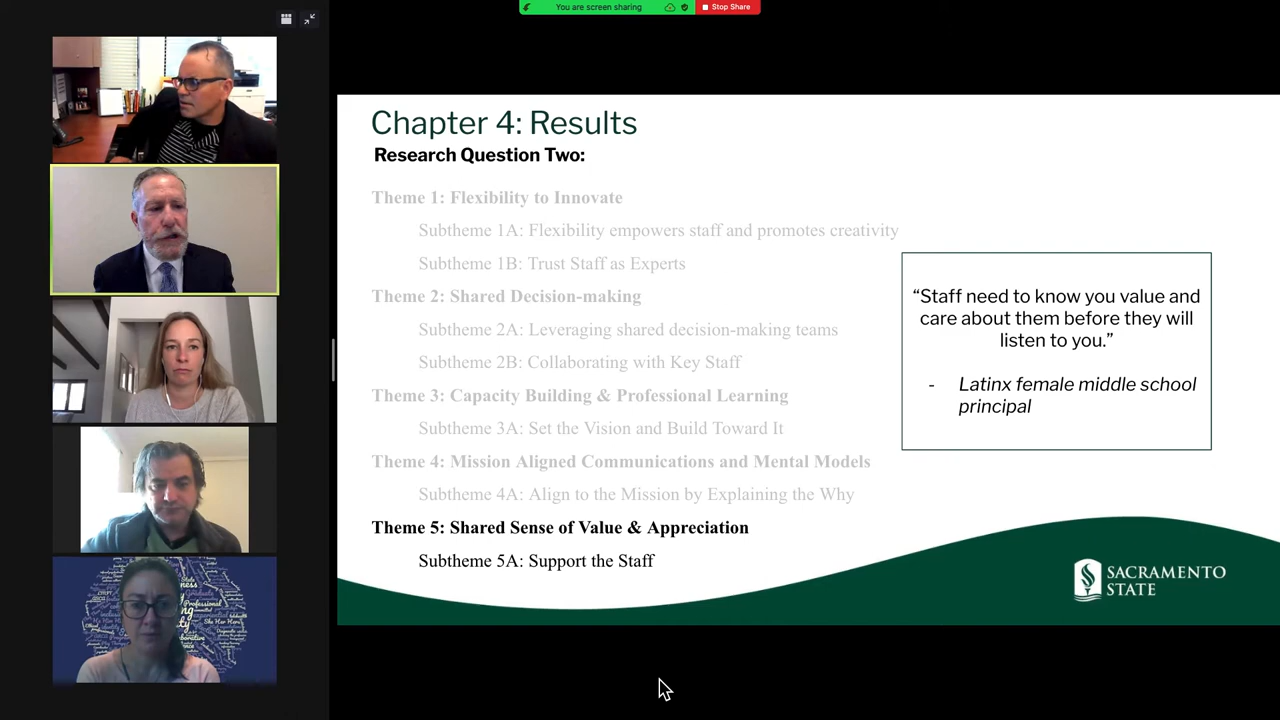 You are screen sharing
Stop Share
Chapter 4: Results
Research Question Two:
Theme 1: Flexibility to Innovate
Subtheme 1A: Flexibility empowers staff and promotes creativity
Subtheme 1B: Trust Staff as Experts
Theme 2: Shared Decision-making
Subtheme 2A: Leveraging shared decision-making teams
Subtheme 2B: Collaborating with Key Staff
Theme 3: Capacity Building & Professional Learning
Subtheme 3A: Set the Vision and Build Toward It
Theme 4: Mission Aligned Communications and Mental Models
Subtheme 4A: Align to the Mission by Explaining the Why
Theme 5: Shared Sense of Value & Appreciation
Subtheme 5A: Support the Staff
“Staff need to know you value and
care about them before they will
listen to you.”
- Latinx female middle school
principal
SACRAMENTO
STATE
Professional
She Her Hers